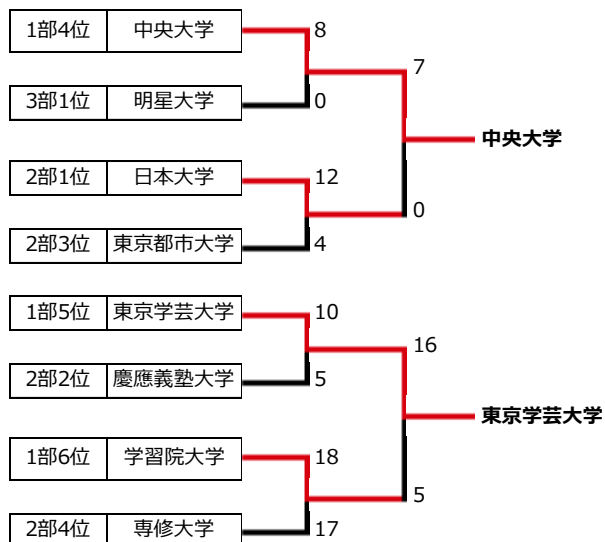 1部4位 中央大学 8
7
3部1位 明星大学 0
中央大学
2部1位 日本大学 12
0
2部3位 東京都市大学 4
1部5位 東京学芸大学 10
16
2部2位 慶應義塾大学 5
東京学芸大学
1部6位 学習院大学 18
5
2部4位 専修大学 17